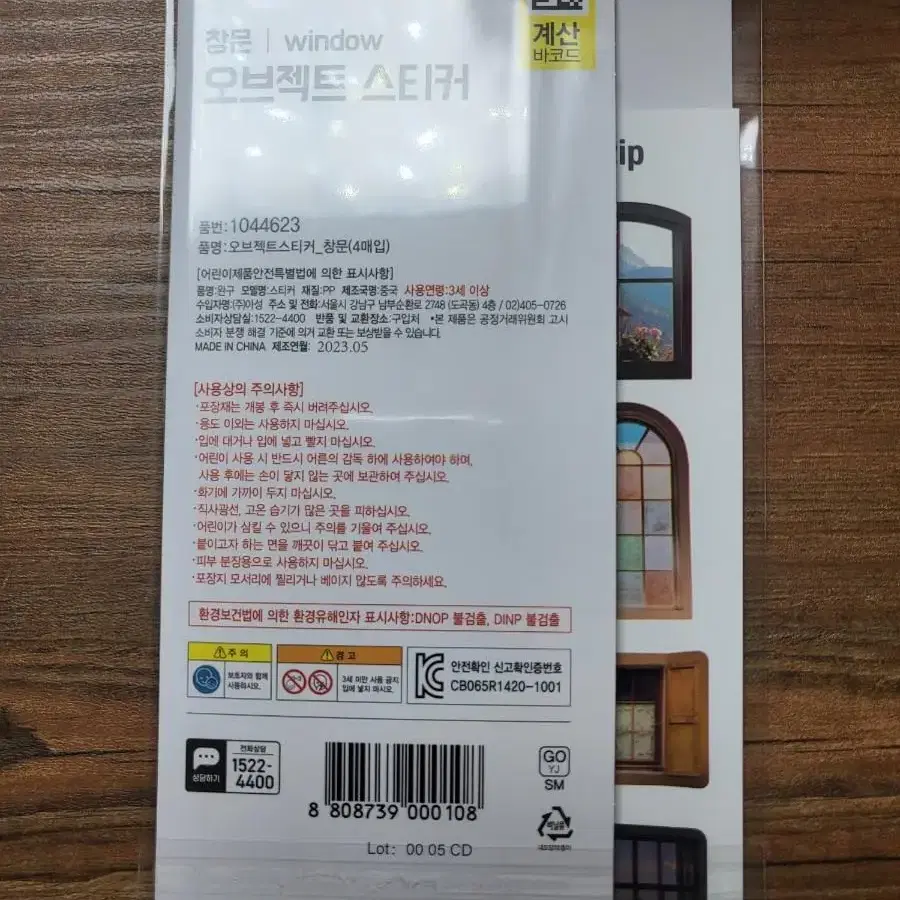 계산
바코드
창문 | window
오브젝트 스티커
ip
품번:1044623
품명:오브젝트스티커_창문(4매입)
[어린이제품안전특별법에 의한 표시사항]
품명:완구 모델명:스티커 재질:PP 제조국명:중국 사용연령:3세 이상
수입자명:(주)아성 주소 및 전화:서울시 강남구 남부순환로 2748 (도곡동) 4층 / 02)405-0726
소비자상담실:1522-4400 반품 및 교환장소:구입처 •본 제품은 공정거래위원회 고시
소비자 분쟁 해결 기준에 의거 교환 또는 보상받을 수 있습니다.
MADE IN CHINA 제조연월: 2023.05
[사용상의 주의사항]
·포장재는 개봉 후 즉시 버려주십시오.
·용도 이외는 사용하지 마십시오.
·입에 대거나 입에 넣고 빨지 마십시오.
·어린이 사용 시 반드시 어른의 감독 하에 사용하여야 하며,
사용 후에는 손이 닿지 않는 곳에 보관하여 주십시오.
·화기에 가까이 두지 마십시오.
·직사광선, 고온 습기가 많은 곳을 피하십시오.
·어린이가 삼킬 수 있으니 주의를 기울여 주십시오.
·붙이고자 하는 면을 깨끗이 닦고 붙여 주십시오.
·피부 분장용으로 사용하지 마십시오.
·포장지 모서리에 찔리거나 베이지 않도록 주의하세요.
환경보건법에 의한 환경유해인자 표시사항:DNOP 불검출, DINP 불검출
주의
보호자와 함께
사용하시오.
경고
3세 미만 사용 금지
입에 넣지 마시오.
안전확인 신고확인증번호
CB065R1420-1001
상담하기
전화상담
1522-
4400
8 808739 000108
GO
YJ
SM
비닐류
Lot: 00 05 CD